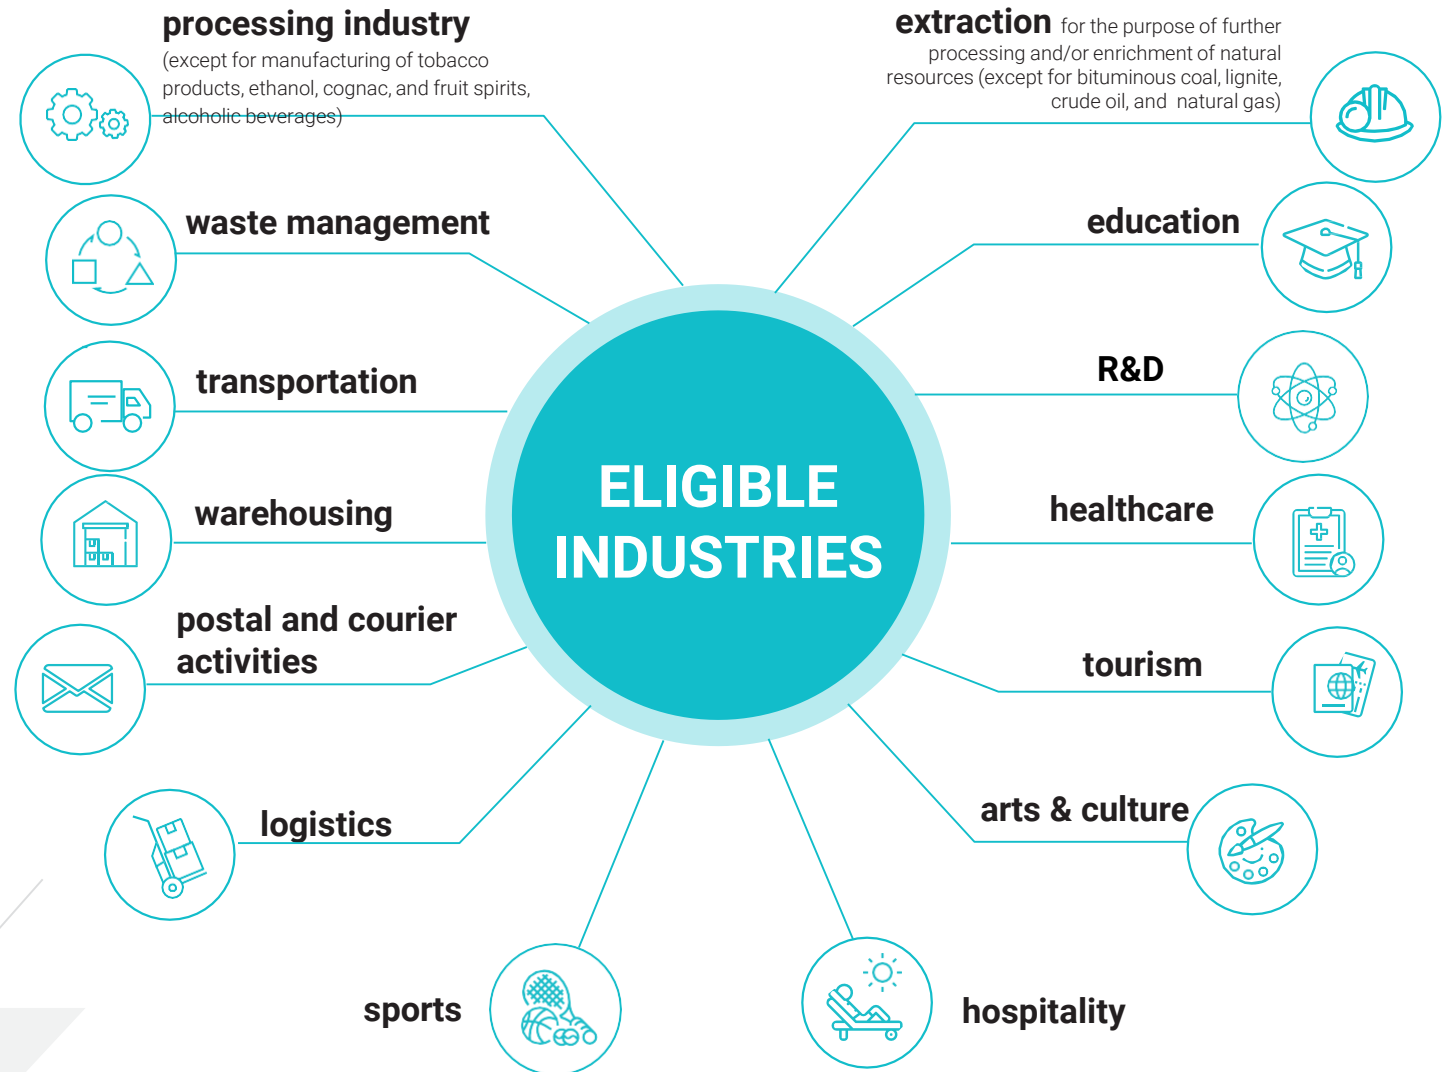 processing industry
(except for manufacturing of tobacco
products, ethanol, cognac, and fruit spirits,
alcoholic beverages)
waste management
transportation
warehousing
postal and courier
activities
logistics
sports
ELIGIBLE
INDUSTRIES
extraction for the purpose of further
processing and/or enrichment of natural
resources (except for bituminous coal, lignite,
crude oil, and natural gas)
education
R&D
healthcare
tourism
arts & culture
hospitality